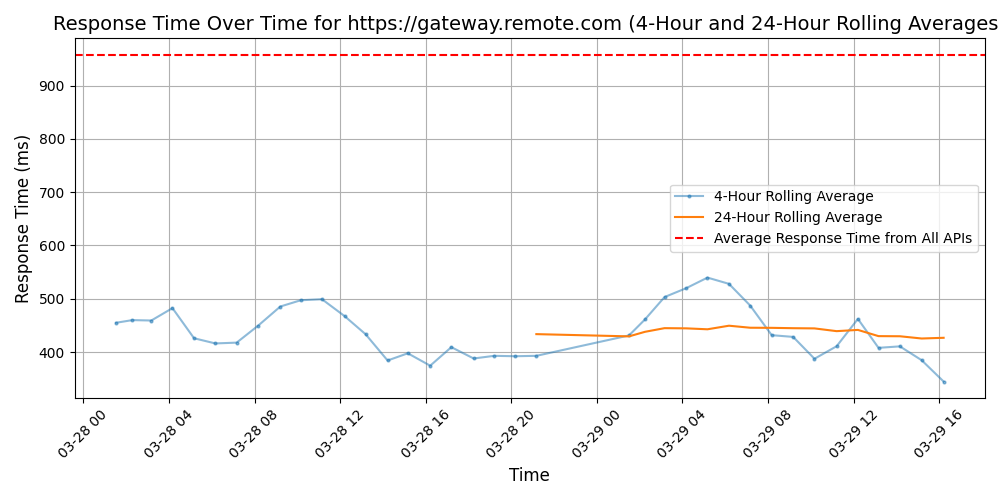 Response Time Over Time for https://gateway.remote.com (4-Hour and 24-Hour Rolling Averages
Response Time (ms)
900
800
700
600
500
400
4-Hour Rolling Average
24-Hour Rolling Average
Average Response Time from All APIs
03-28 00
03-28 04
03-28 08
03-28 12
03-28 16
03-28 20
03-29 00
03-29 04
03-29 08
03-29 12
03-29 16
Time